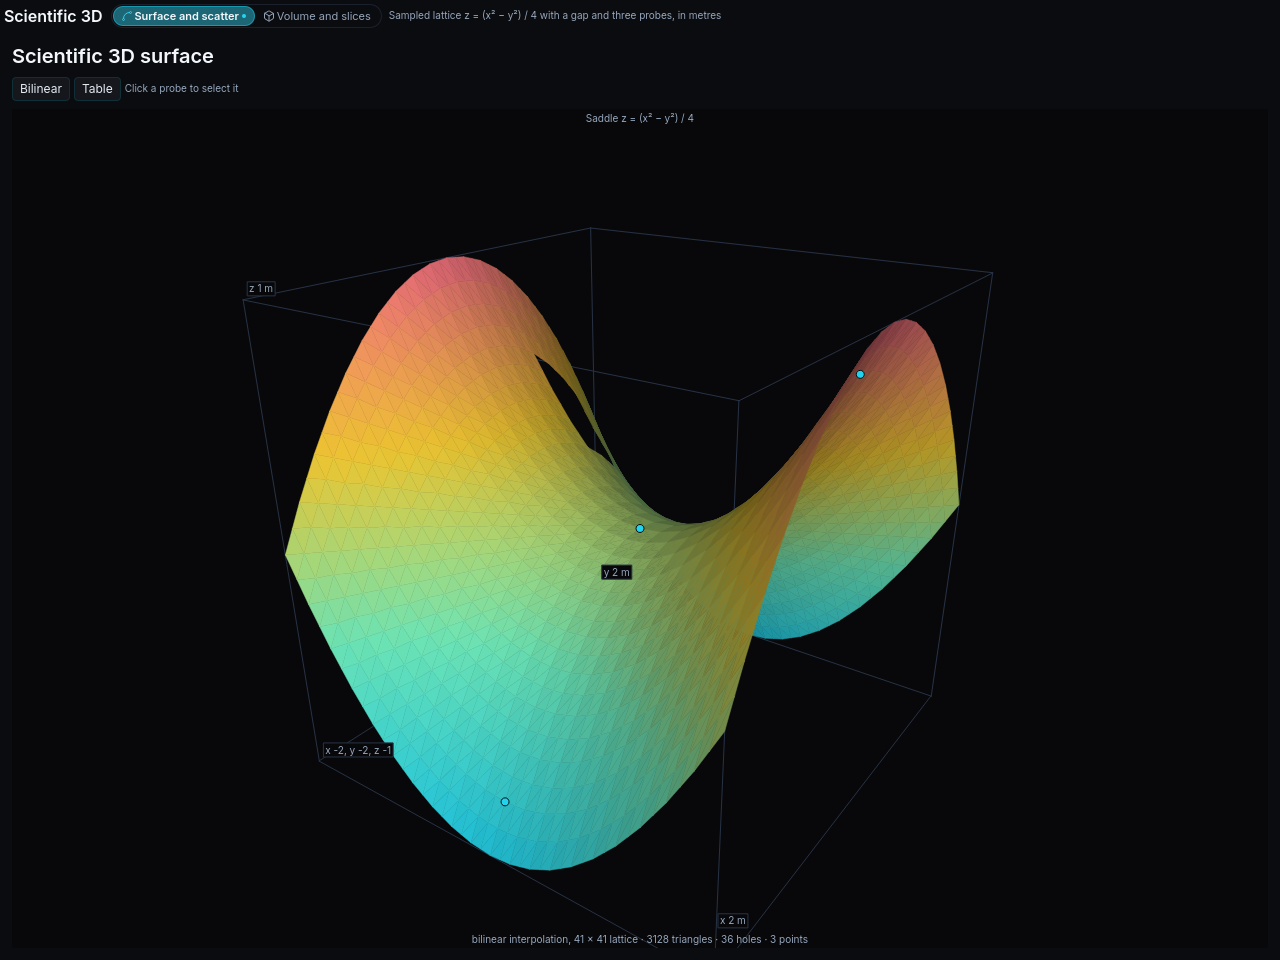 Scientific 3D
Surface and scatter
Volume and slices
Sampled lattice z = (x² − y²) / 4 with a gap and three probes, in metres
Scientific 3D surface
Bilinear
Table
Click a probe to select it
Saddle z = (x² − y²) / 4
z 1 m
y 2 m
x -2, y -2, z -1
x 2 m
bilinear interpolation, 41 × 41 lattice · 3128 triangles · 36 holes · 3 points